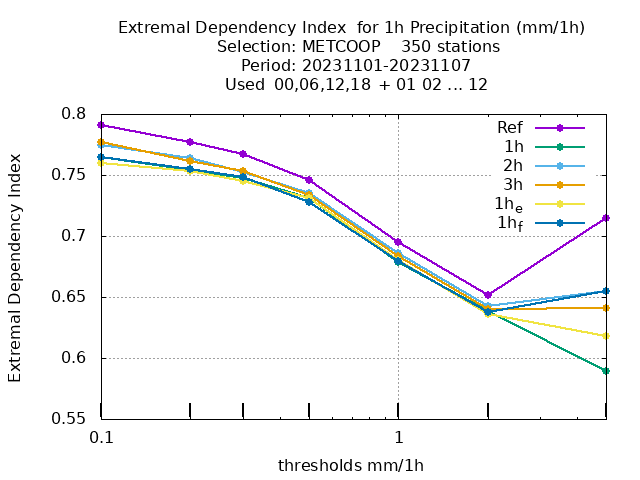 Extremal Dependency Index  for 1h Precipitation (mm/1h)
Selection: METCOOP    350 stations
Period: 20231101-20231107
Used  00,06,12,18 + 01 02 ... 12
0.8
0.75
0.7
0.65
0.6
0.55
Extremal Dependency Index
Ref
1h
2h
3h
1he
1hf
0.1
1
thresholds mm/1h